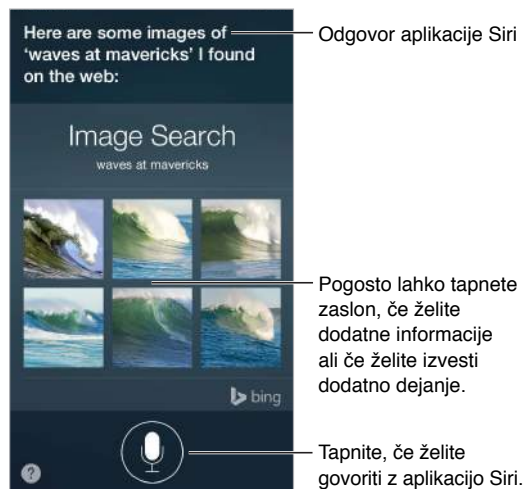 Here are some images of
‘waves at mavericks’ I found
on the web:
Odgovor aplikacije Siri
Image Search
waves at mavericks
Pogosto lahko tapnete
zaslon, če želite
dodatne informacije
ali če želite izvesti
dodatno dejanje.
bing
Tapnite, če želite
govoriti z aplikacijo Siri.
?